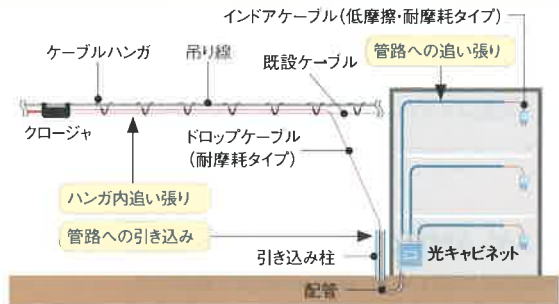 インドアケーブル(低摩擦・耐摩耗タイプ)
ケーブルハンガ
吊り線
既設ケーブル
管路への追い張り
クロージャ
ドロップケーブル
(耐摩耗タイプ)
ハンガ内追い張り
管路への引き込み
引き込み柱
光キャビネット
配管